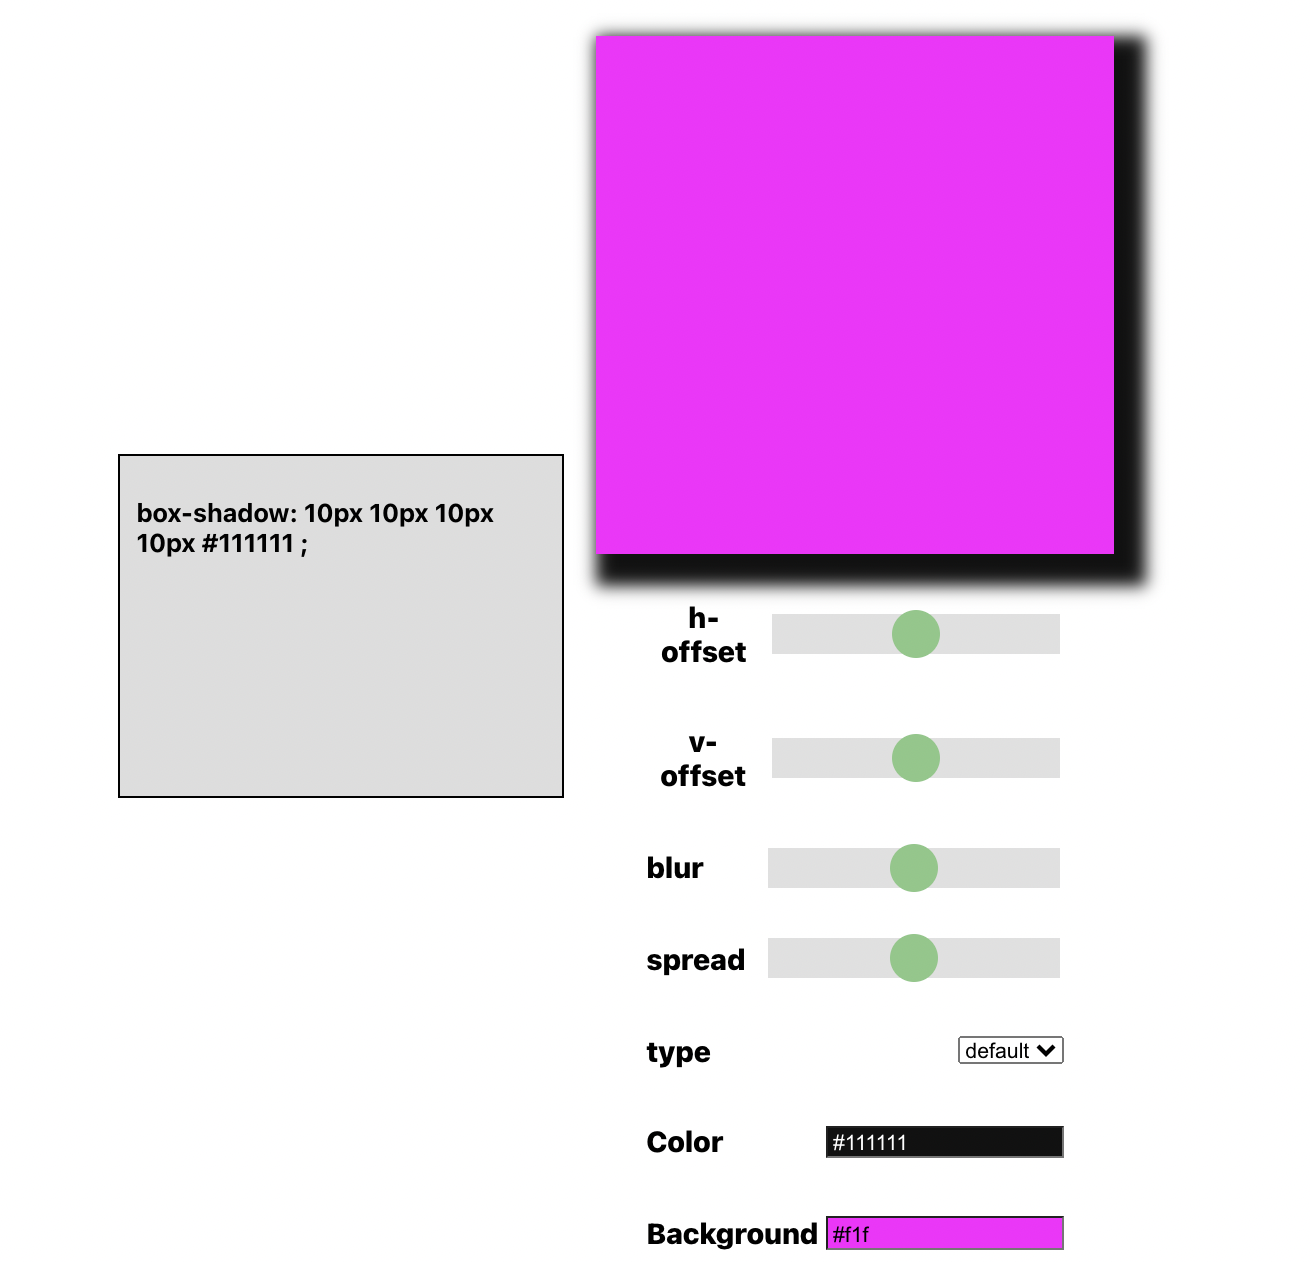 box-shadow: 10px 10px 10px
10px #111111 ;
h-
offset
v-
offset
blur
spread
type
default
Color
#111111
Background
#f1f